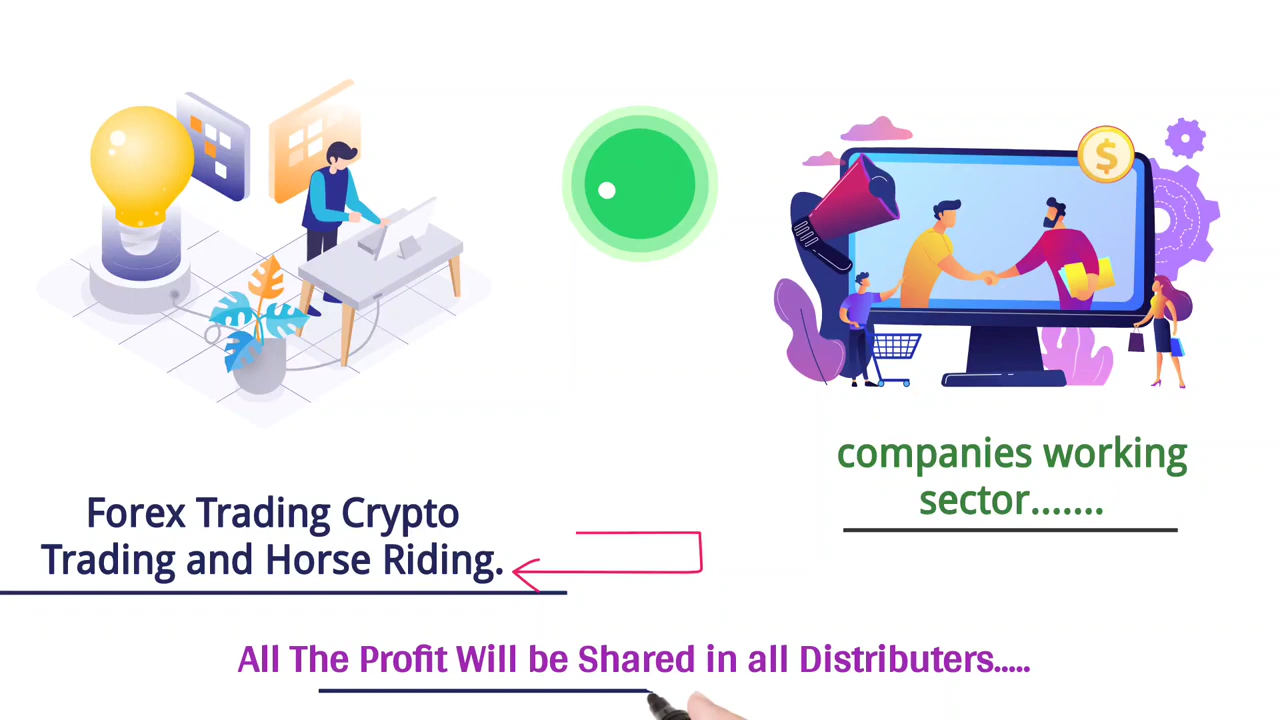 companies working
sector.......
Forex Trading Crypto
Trading and Horse Riding.
All The Profit Will be Shared in all Distributers.....